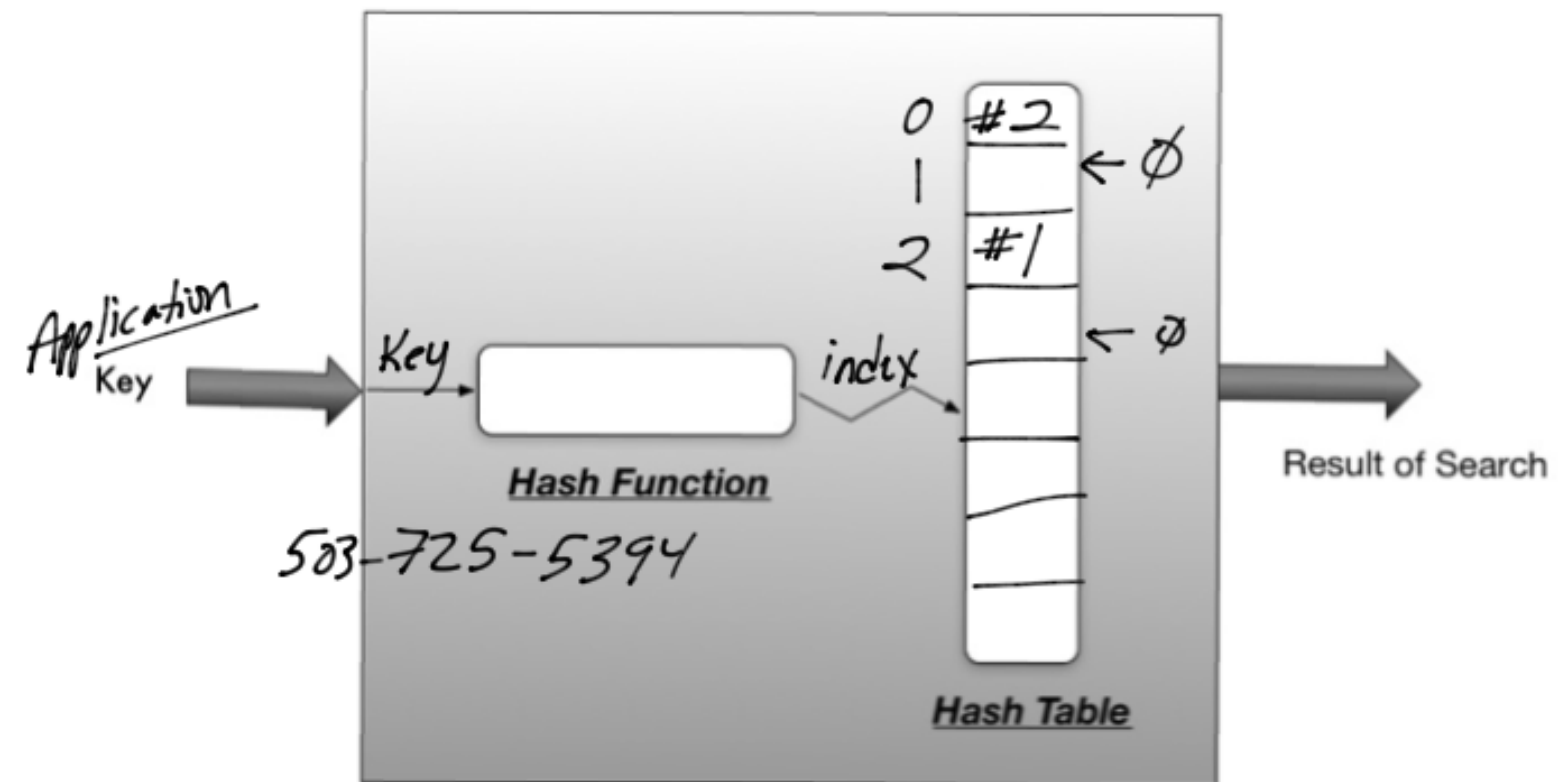 0 #2
← ∅
1
2 #1
Application
Key
Key
index
← ∅
Hash Function
Result of Search
503-725-5394
Hash Table